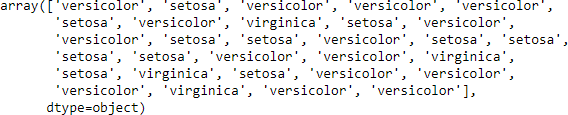 array(['versicolor', 'setosa', 'versicolor', 'versicolor', 'versicolor',
'setosa', 'versicolor', 'virginica', 'setosa', 'versicolor',
'versicolor', 'setosa', 'setosa', 'versicolor', 'setosa', 'setosa',
'setosa', 'setosa', 'versicolor', 'versicolor', 'virginica',
'setosa', 'virginica', 'setosa', 'versicolor', 'versicolor',
'versicolor', 'virginica', 'versicolor', 'versicolor'],
dtype=object)